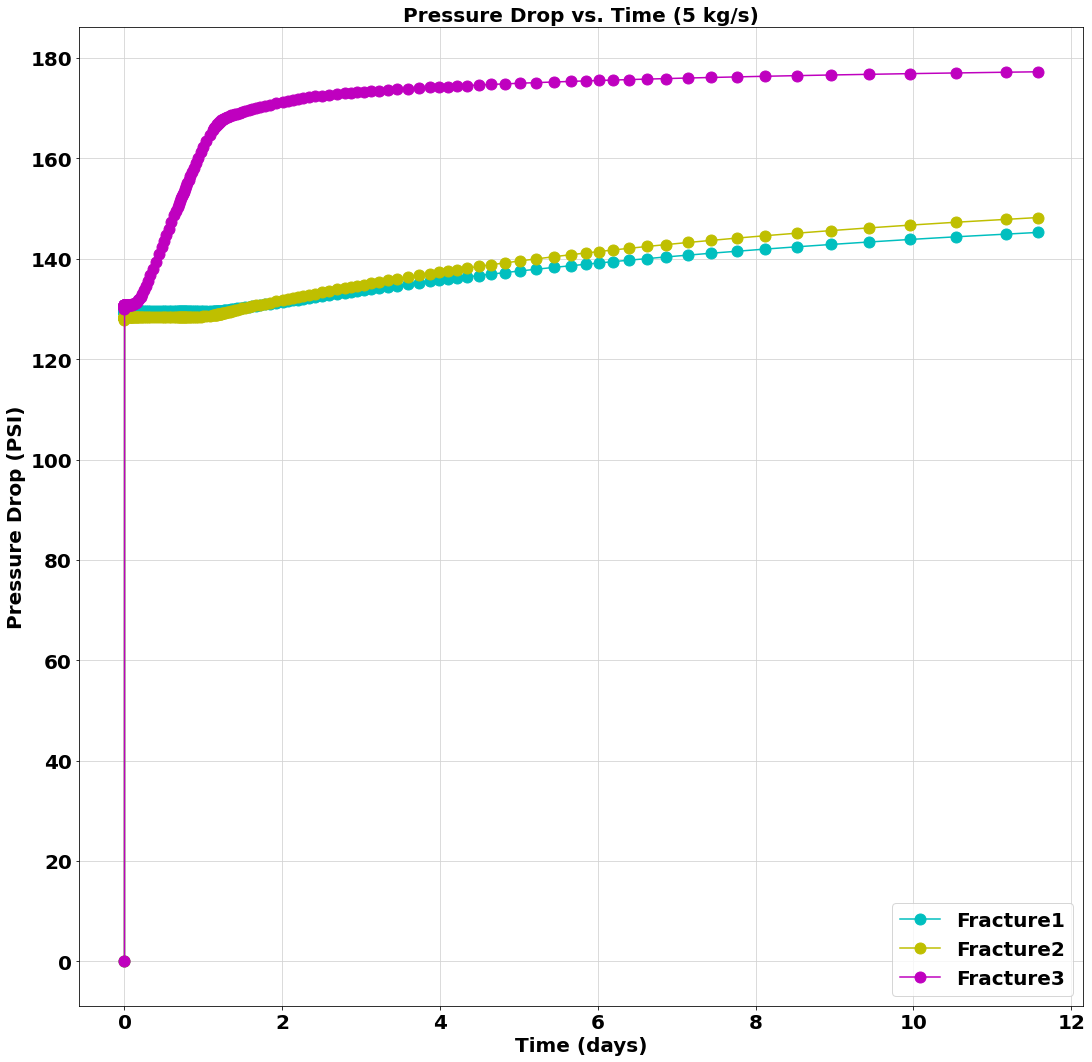 Pressure Drop vs. Time (5 kg/s)
Pressure Drop (PSI)
180
160
140
120
100
80
60
40
20
0
0 2 4 6 8 10 12
Time (days)
Fracture1
Fracture2
Fracture3